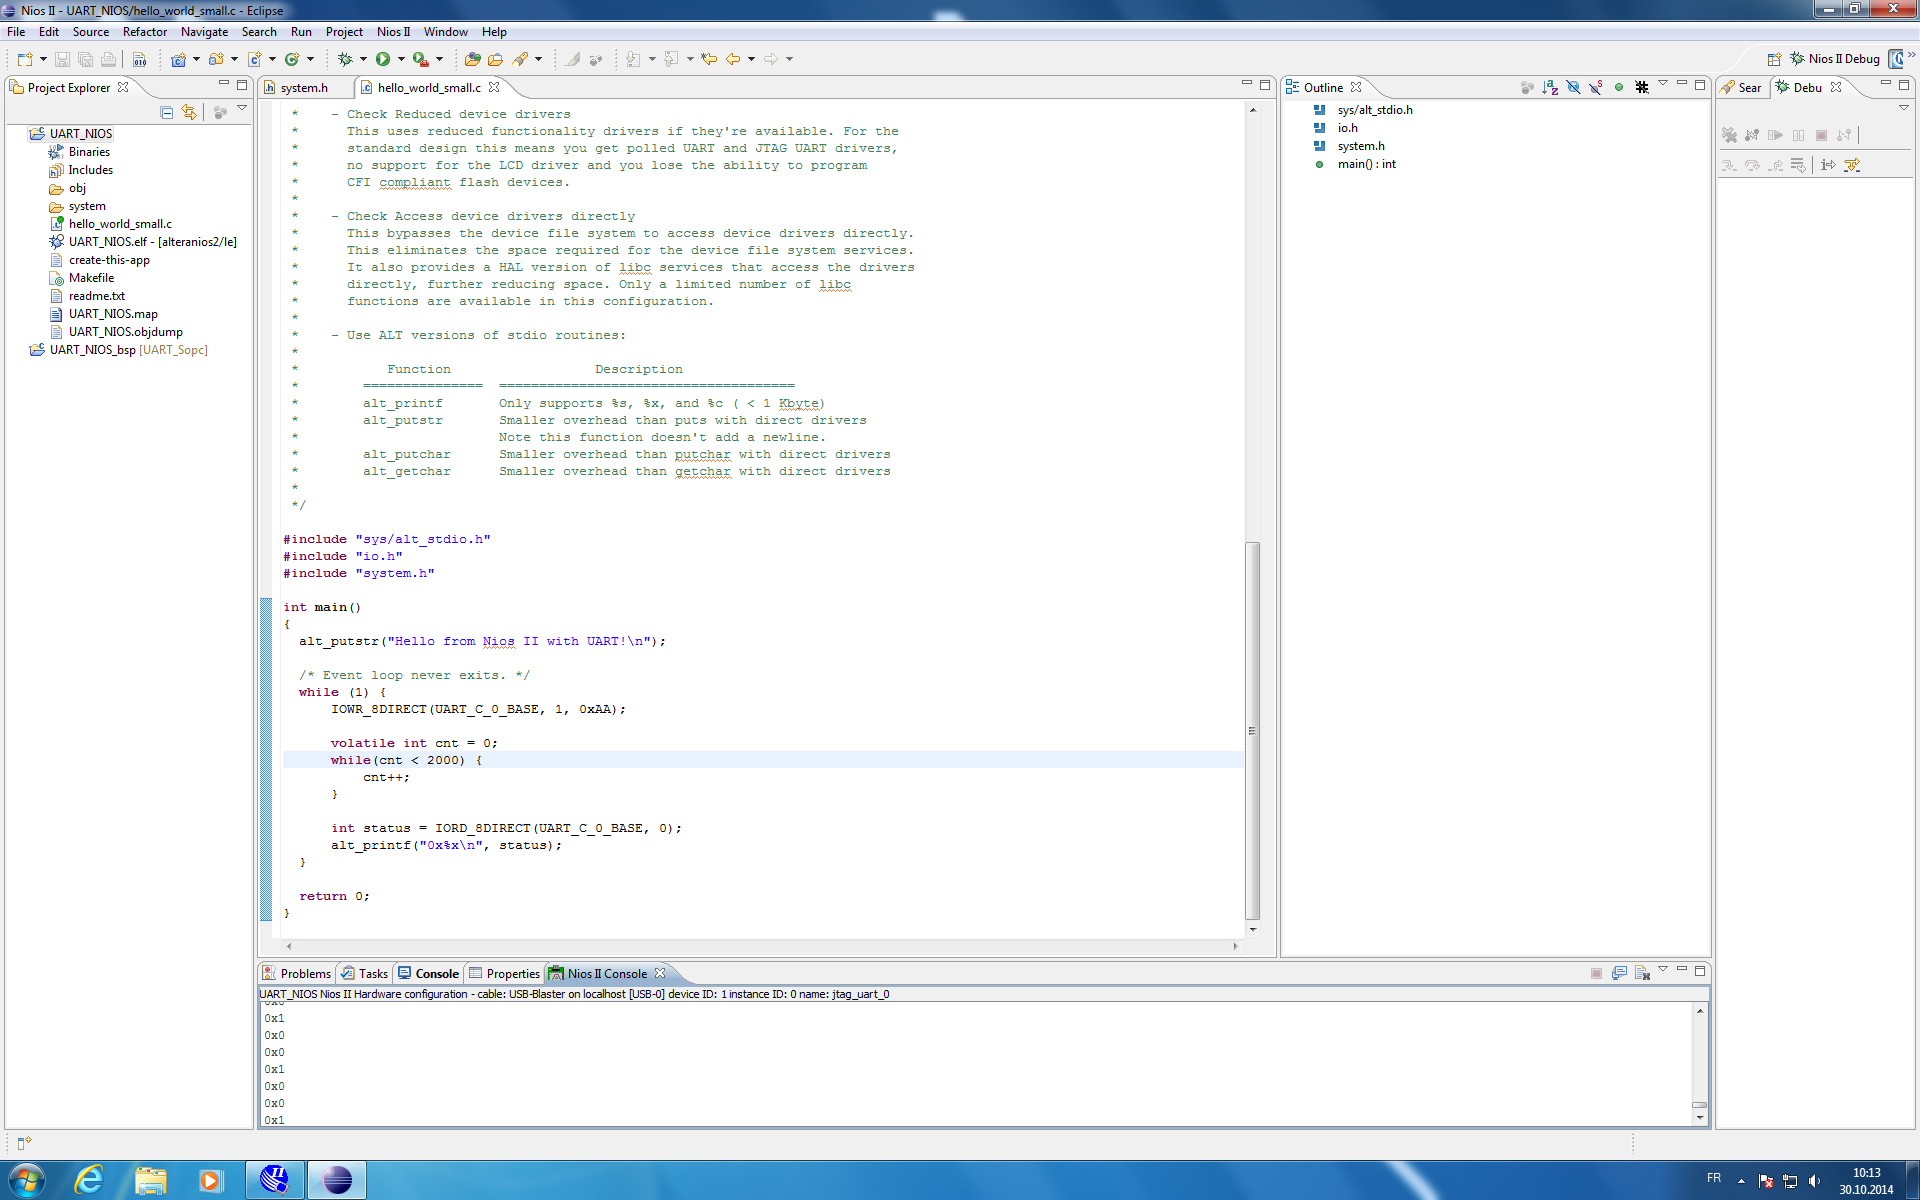 Nios II - UART_NIOS/hello_world_small.c - Eclipse
File Edit Source Refactor Navigate Search Run Project Nios II Window Help
Nios II Debug
Project Explorer
UART_NIOS
Binaries
Includes
obj
system
hello_world_small.c
UART_NIOS.elf - [alteranios2/le]
create-this-app
Makefile
readme.txt
UART_NIOS.map
UART_NIOS.objdump
UART_NIOS_bsp [UART_Sopc]
system.h hello_world_small.c
* - Check Reduced device drivers
* This uses reduced functionality drivers if they're available. For the
* standard design this means you get polled UART and JTAG UART drivers,
* no support for the LCD driver and you lose the ability to program
* CFI compliant flash devices.
*
* - Check Access device drivers directly
* This bypasses the device file system to access device drivers directly.
* This eliminates the space required for the device file system services.
* It also provides a HAL version of libc services that access the drivers
* directly, further reducing space. Only a limited number of libc
* functions are available in this configuration.
*
* - Use ALT versions of stdio routines:
*
* Function Description
* =============== =====================================
* alt_printf Only supports %s, %x, and %c ( < 1 Kbyte)
* alt_putstr Smaller overhead than puts with direct drivers
* Note this function doesn't add a newline.
* alt_putchar Smaller overhead than putchar with direct drivers
* alt_getchar Smaller overhead than getchar with direct drivers
*
*/
#include "sys/alt_stdio.h"
#include "io.h"
#include "system.h"
int main()
{
alt_putstr("Hello from Nios II with UART!\n");
/* Event loop never exits. */
while (1) {
IOWR_8DIRECT(UART_C_0_BASE, 1, 0xAA);
volatile int cnt = 0;
while(cnt < 2000) {
cnt++;
}
int status = IORD_8DIRECT(UART_C_0_BASE, 0);
alt_printf("0x%x\n", status);
}
return 0;
}
Outline
sys/alt_stdio.h
io.h
system.h
main() : int
Sear Debu
Problems Tasks Console Properties Nios II Console
UART_NIOS Nios II Hardware configuration - cable: USB-Blaster on localhost [USB-0] device ID: 1 instance ID: 0 name: jtag_uart_0
0x0
0x1
0x0
0x0
0x1
0x0
0x0
0x1
FR
10:13
30.10.2014